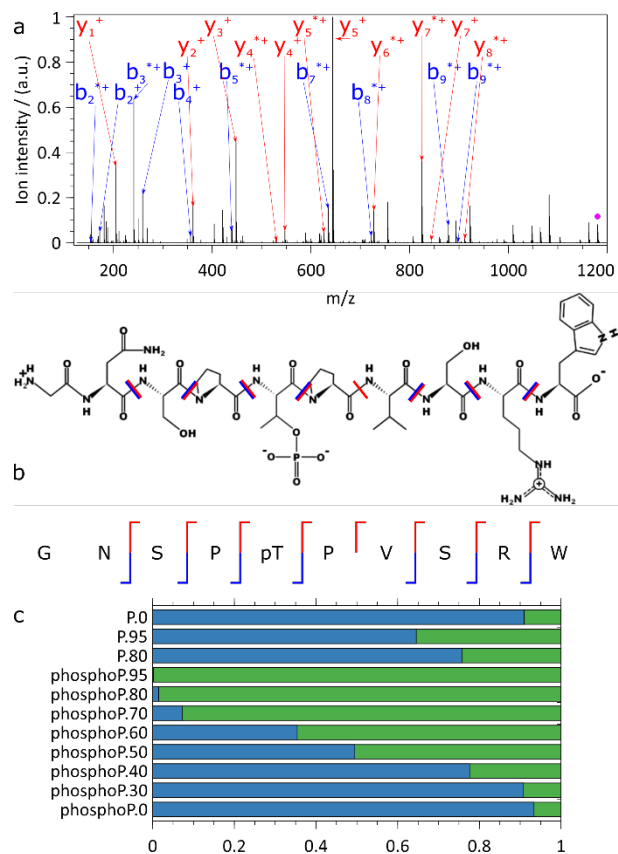 a
Ion intensity / (a.u.)
1
0.8
0.6
0.4
0.2
0
y₁⁺ y₂⁺ y₃⁺ y₄*⁺ y₄⁺ y₅*⁺ y₅⁺ y₆⁺ y₇*⁺ y₇⁺ y₈*⁺
b₂*⁺ b₂⁺ b₃*⁺ b₃⁺ b₄⁺ b₅*⁺ b₇*⁺ b₈*⁺ b₉*⁺ b₉*⁺
200 400 600 800 1000 1200
m/z
b
H₂N H + O N H O NH₂ O N H OH O N O N H O P O O⁻ ⁻O O N O N H O N H OH O N H NH H₂N + NH₂ O N H N H O⁻ O
G N S P pT P V S R W
c
P.0
P.95
P.80
phosphoP.95
phosphoP.80
phosphoP.70
phosphoP.60
phosphoP.50
phosphoP.40
phosphoP.30
phosphoP.0
0 0.2 0.4 0.6 0.8 1